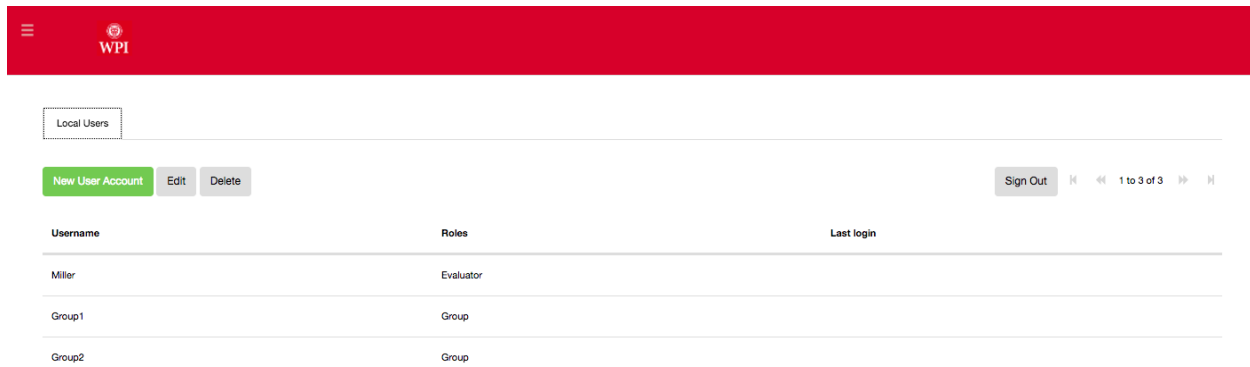 WPI
Local Users
New User Account Edit Delete Sign Out 1 to 3 of 3
Username Roles Last login
Miller Evaluator
Group1 Group
Group2 Group